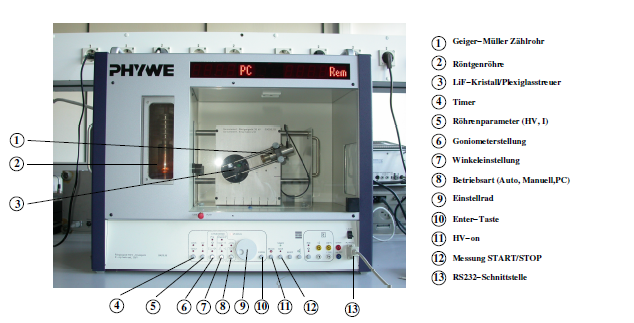 PHYWE
PC Rem
1 Geiger-Müller Zählrohr
2 Röntgenröhre
3 LiF-Kristall/Plexiglasstreuer
4 Timer
5 Röhrenparameter (HV, I)
6 Goniometerstellung
7 Winkeleinstellung
8 Betriebsart (Auto, Manuell,PC)
9 Einstellrad
10 Enter-Taste
11 HV-on
12 Messung START/STOP
13 RS232-Schnittstelle
1
2
3
4 5 6 7 8 9 10 11 12 13